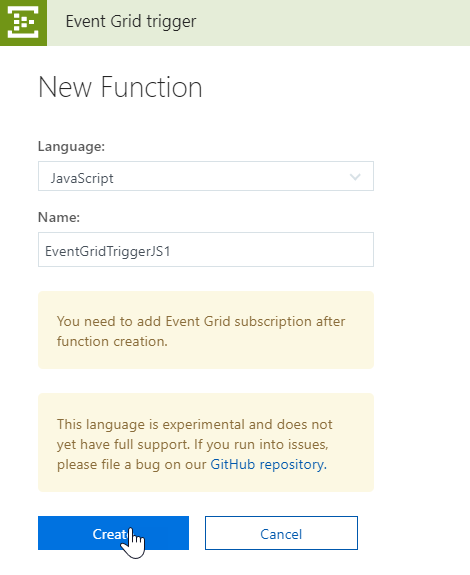 Event Grid trigger
New Function
Language:
JavaScript
Name:
EventGridTriggerJS1
You need to add Event Grid subscription after
function creation.
This language is experimental and does not
yet have full support. If you run into issues,
please file a bug on our GitHub repository.
Create
Cancel